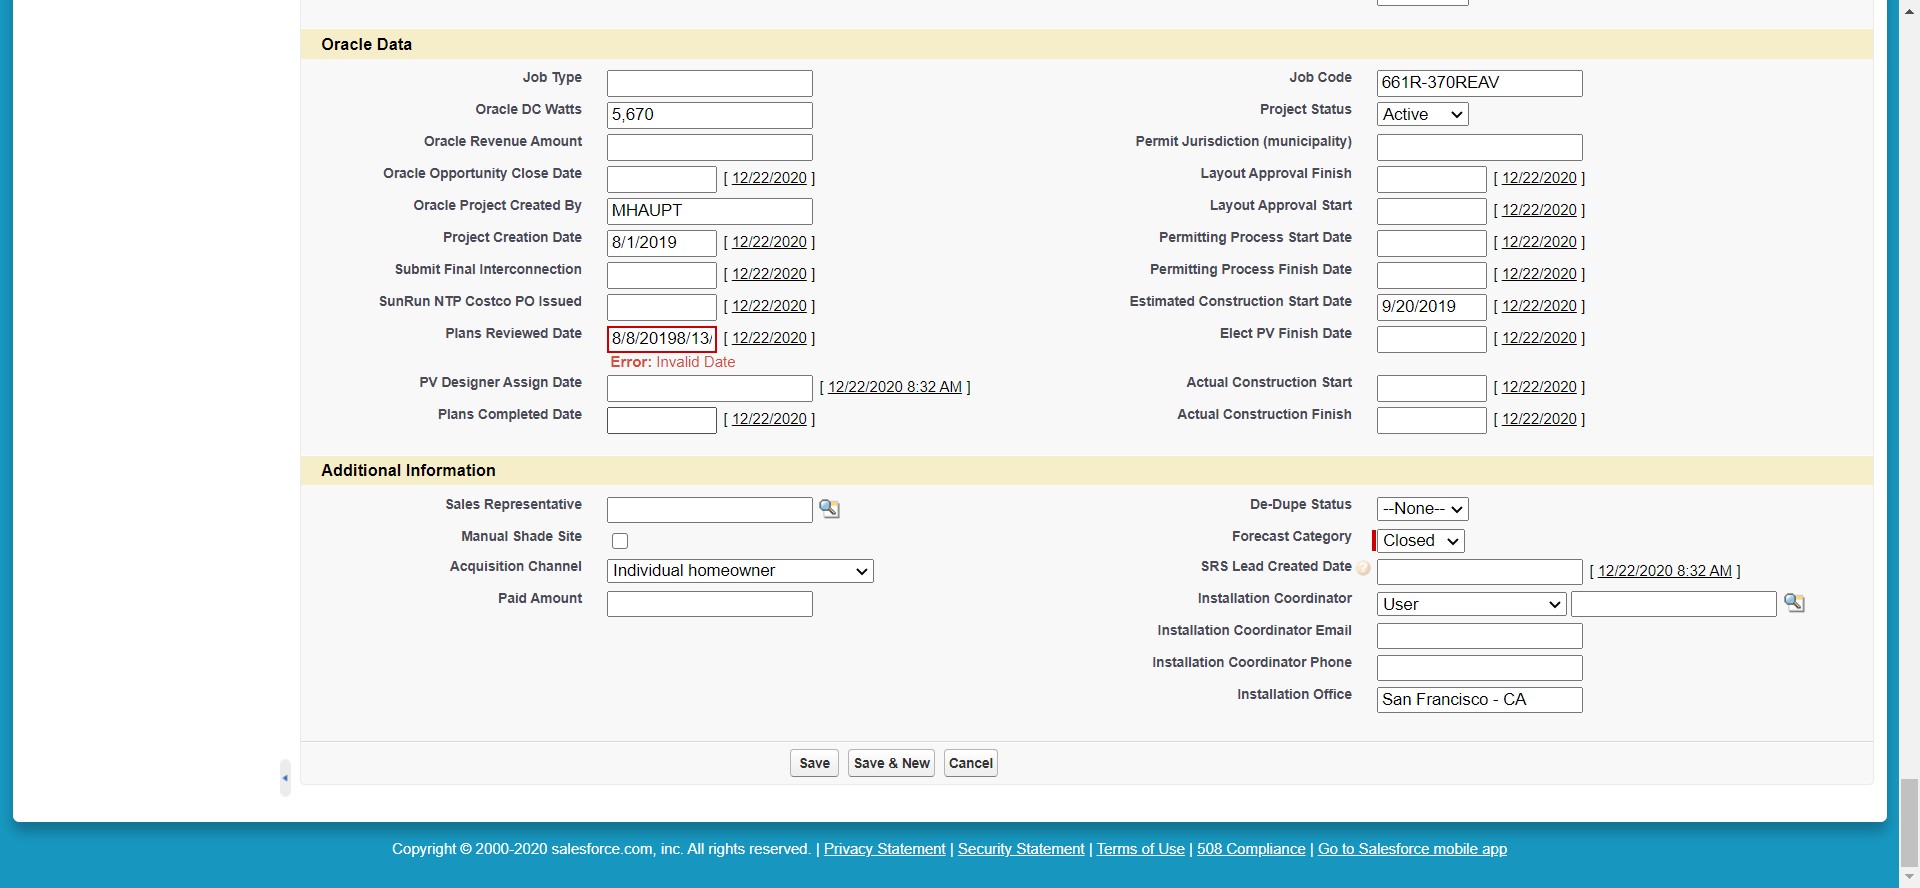 Oracle Data
Job Type
Job Code 661R-370REAV
Oracle DC Watts 5,670
Project Status Active
Oracle Revenue Amount
Permit Jurisdiction (municipality)
Oracle Opportunity Close Date [ 12/22/2020 ]
Layout Approval Finish [ 12/22/2020 ]
Oracle Project Created By MHAUPT
Layout Approval Start [ 12/22/2020 ]
Project Creation Date 8/1/2019 [ 12/22/2020 ]
Permitting Process Start Date [ 12/22/2020 ]
Submit Final Interconnection [ 12/22/2020 ]
Permitting Process Finish Date [ 12/22/2020 ]
SunRun NTP Costco PO Issued [ 12/22/2020 ]
Estimated Construction Start Date 9/20/2019 [ 12/22/2020 ]
Plans Reviewed Date 8/8/20198/13/ [ 12/22/2020 ]
Error: Invalid Date
Elect PV Finish Date [ 12/22/2020 ]
PV Designer Assign Date [ 12/22/2020 8:32 AM ]
Actual Construction Start [ 12/22/2020 ]
Plans Completed Date [ 12/22/2020 ]
Actual Construction Finish [ 12/22/2020 ]
Additional Information
Sales Representative
De-Dupe Status --None--
Manual Shade Site
Forecast Category Closed
Acquisition Channel Individual homeowner
SRS Lead Created Date ? [ 12/22/2020 8:32 AM ]
Paid Amount
Installation Coordinator User
Installation Coordinator Email
Installation Coordinator Phone
Installation Office San Francisco - CA
Save Save & New Cancel
Copyright © 2000-2020 salesforce.com, inc. All rights reserved. | Privacy Statement | Security Statement | Terms of Use | 508 Compliance | Go to Salesforce mobile app